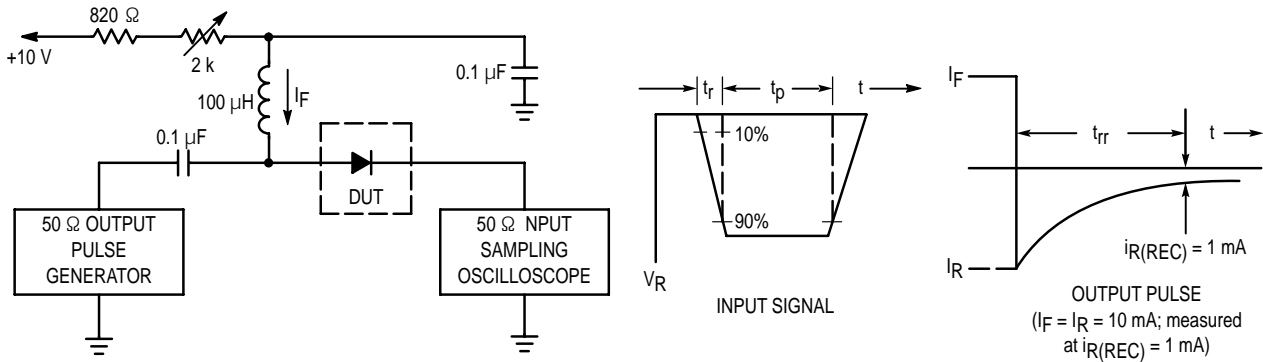 820 Ω
+10 V
2 k
100 µH
I_F
0.1 µF
0.1 µF
DUT
50 Ω OUTPUT
PULSE
GENERATOR
50 Ω NPUT
SAMPLING
OSCILLOSCOPE
t_r
t_p
t
10%
90%
V_R
INPUT SIGNAL
I_F
t_rr
t
I_R
i_R(REC) = 1 mA
OUTPUT PULSE
(I_F = I_R = 10 mA; measured
at i_R(REC) = 1 mA)